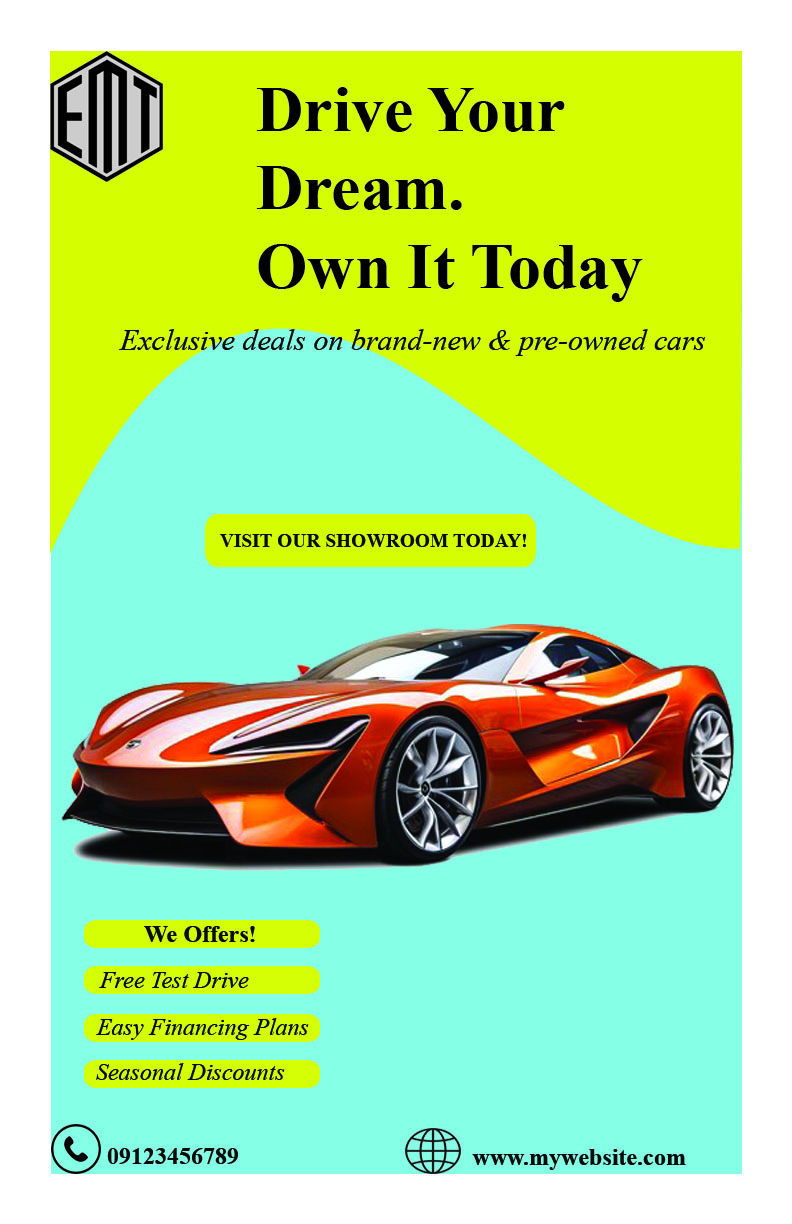 EMT
Drive Your
Dream.
Own It Today
Exclusive deals on brand-new & pre-owned cars
VISIT OUR SHOWROOM TODAY!
We Offers!
Free Test Drive
Easy Financing Plans
Seasonal Discounts
09123456789
www.mywebsite.com